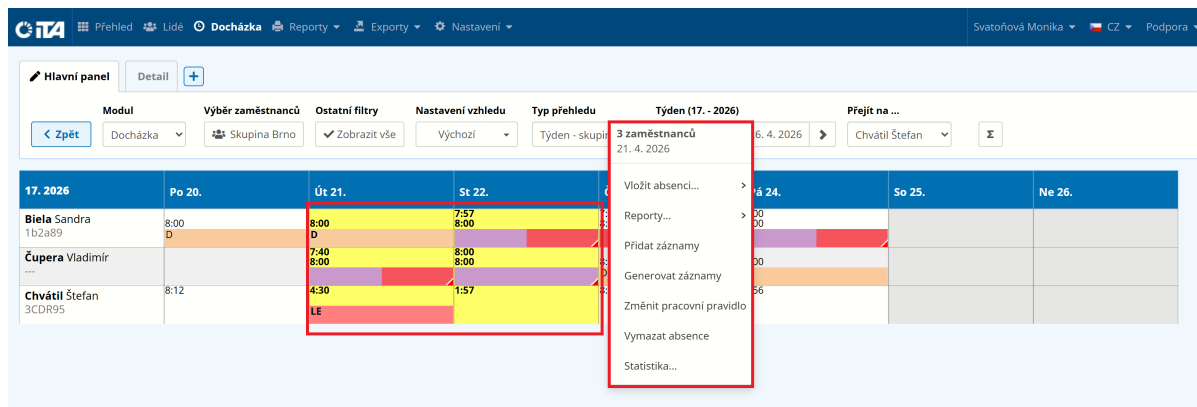 ITA Přehled Lidé Docházka Reporty Exporty Nastavení Svatoňová Monika CZ Podpora
Hlavní panel Detail +
Modul Výběr zaměstnanců Ostatní filtry Nastavení vzhledu Typ přehledu Týden (17. - 2026) Přejít na ...
Zpět Docházka Skupina Brno Zobrazit vše Výchozí Týden - skupin 6. 4. 2026 Chvátil Štefan Σ
3 zaměstnanců
21. 4. 2026
Vložit absenci...
Reporty...
Přidat záznamy
Generovat záznamy
Změnit pracovní pravidlo
Vymazat absence
Statistika...
17. 2026 Po 20. Út 21. St 22. Pá 24. So 25. Ne 26.
Biela Sandra
1b2a89
8:00
D
8:00
D
7:57
8:00
Čupera Vladimír
---
7:40
8:00
8:00
8:00
Chvátil Štefan
3CDR95
8:12
4:30
LE
1:57